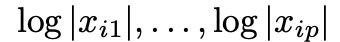 log |x_{i1}|, . . . , log |x_{ip}|